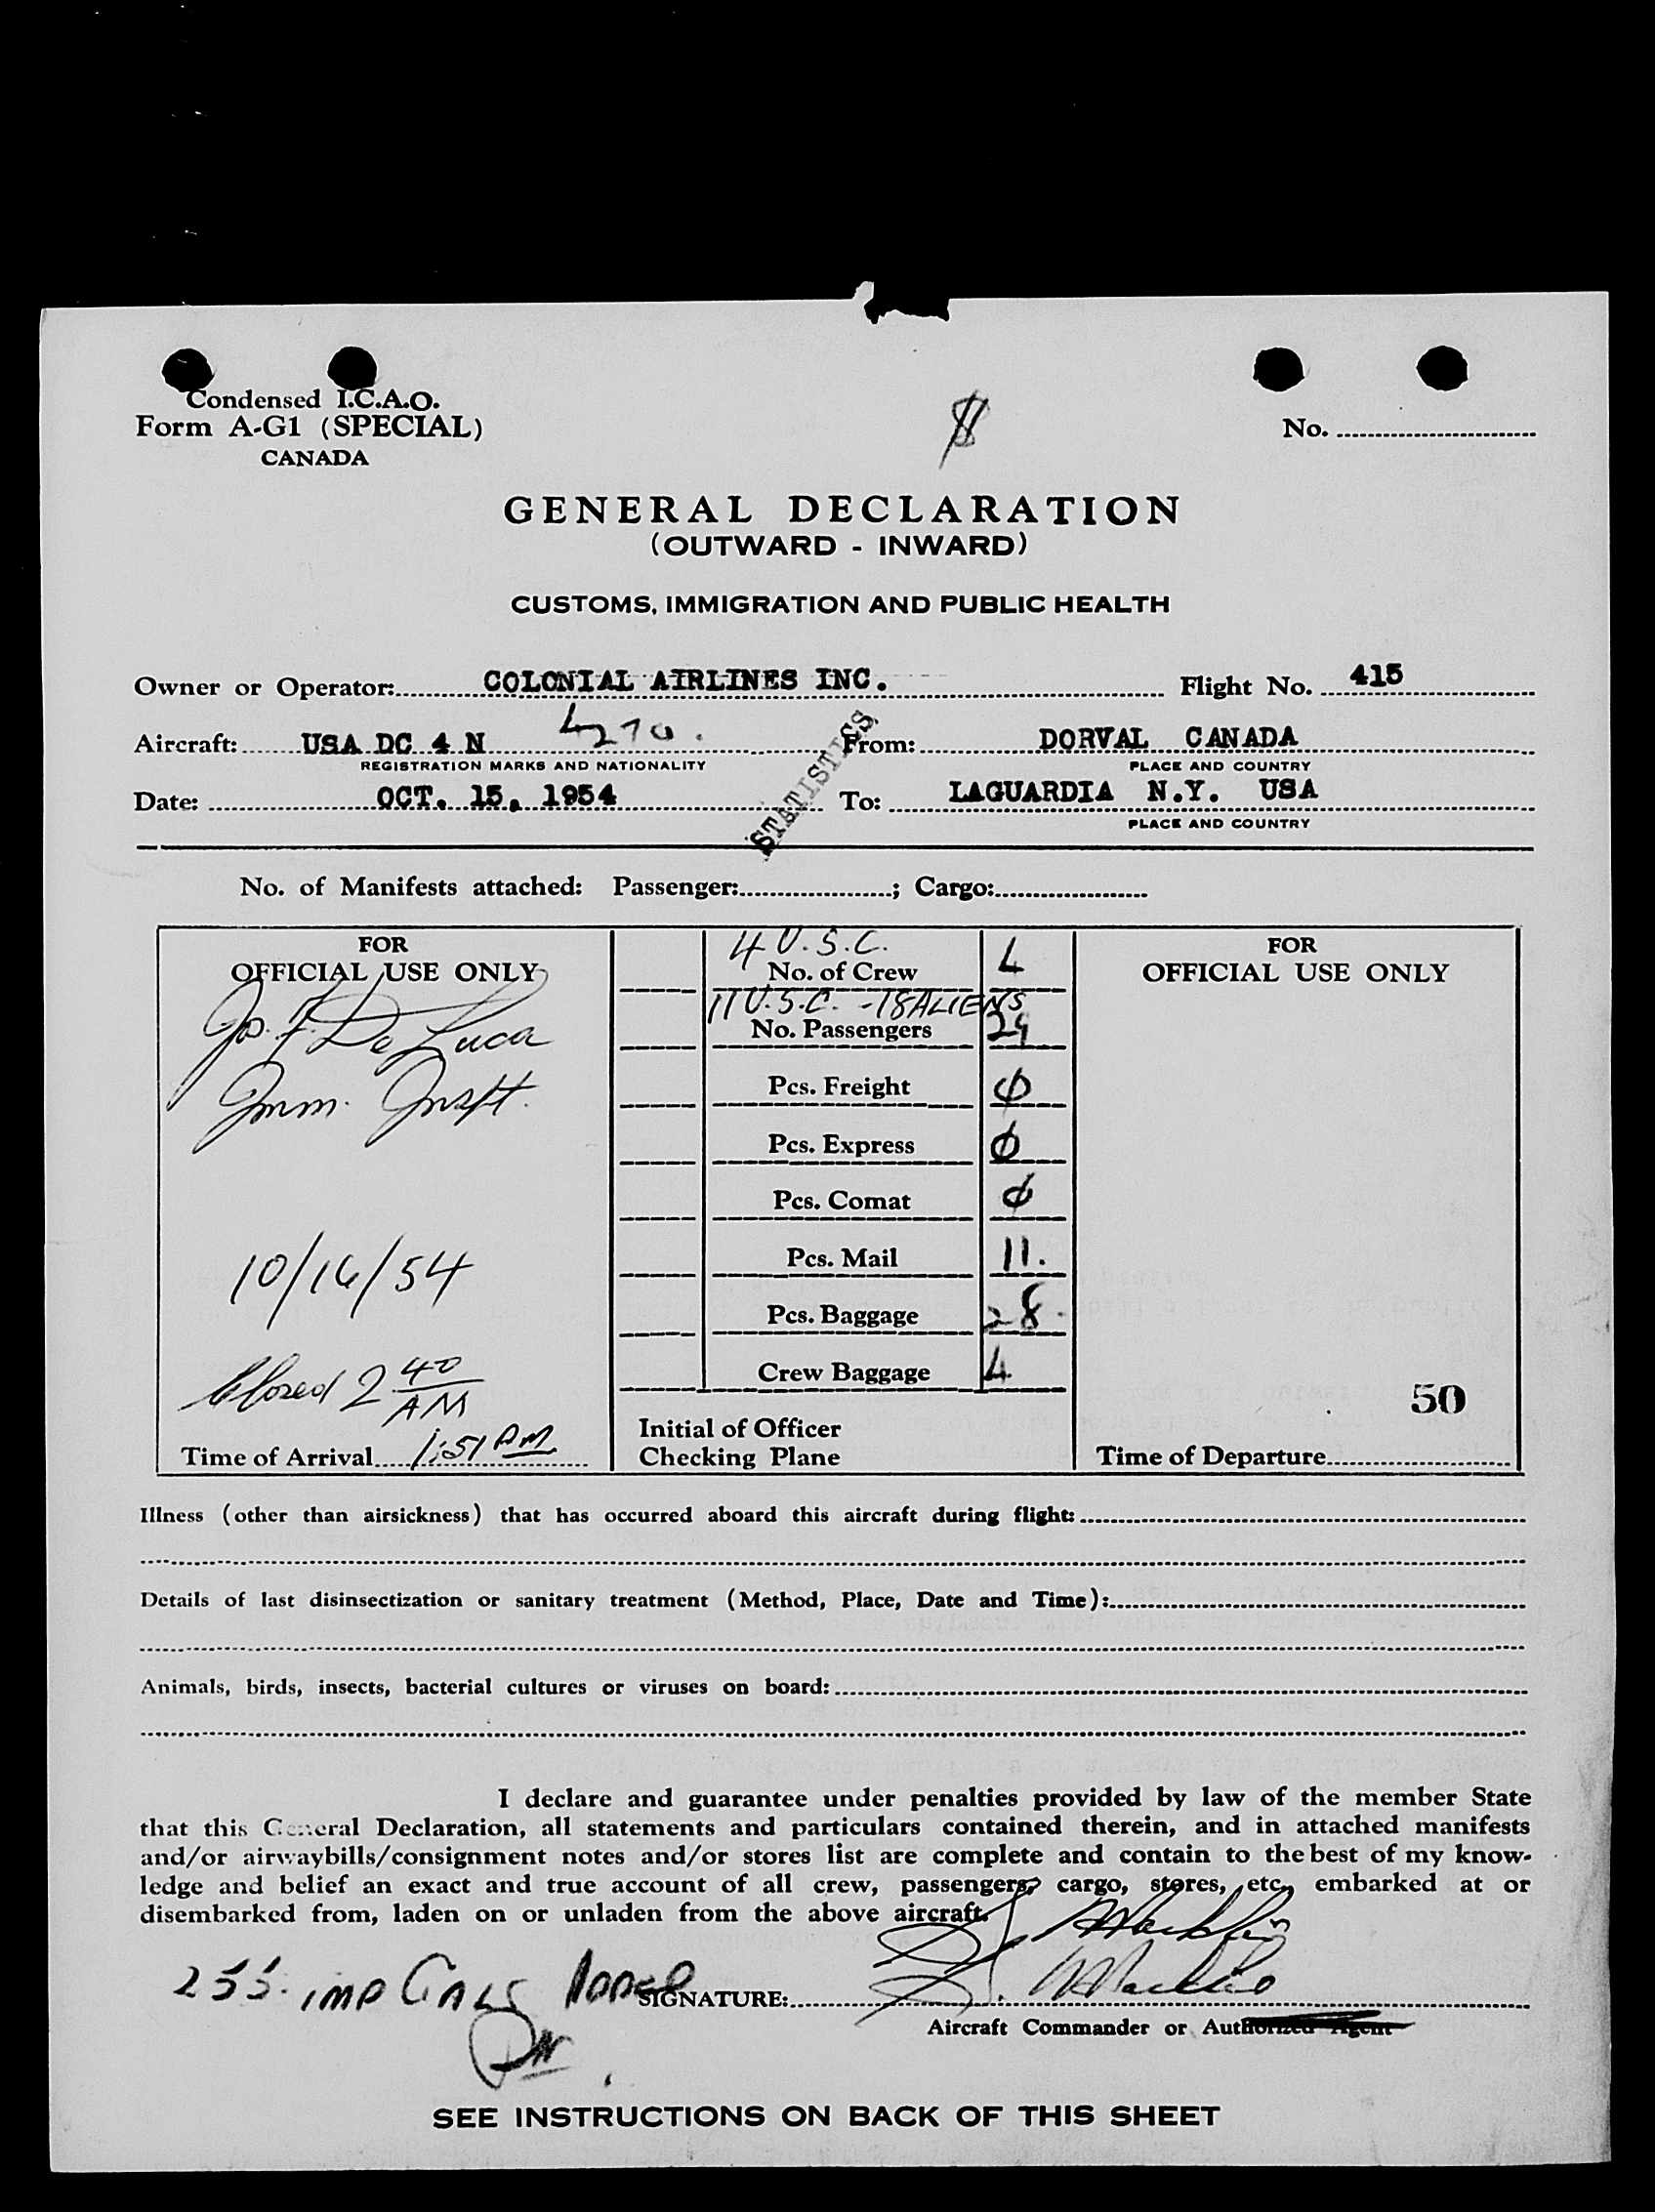 Condensed I.C.A.O.
Form A-G1 (SPECIAL)
CANADA
No.
GENERAL DECLARATION
(OUTWARD - INWARD)
CUSTOMS, IMMIGRATION AND PUBLIC HEALTH
Owner or Operator: COLONIAL AIRLINES INC. Flight No. 415
Aircraft: USA DC 4 N 4270. From: DORVAL CANADA
REGISTRATION MARKS AND NATIONALITY PLACE AND COUNTRY
STATISTICS
Date: OCT. 15, 1954 To: LAGUARDIA N.Y. USA
PLACE AND COUNTRY
No. of Manifests attached: Passenger: ; Cargo:
FOR
OFFICIAL USE ONLY
Jos. F. De Luca
Imm. Inspt.
10/16/54
Closed 2 40
AM
Time of Arrival 1:51 AM
4 U.S.C.
No. of Crew 4
11 U.S.C. - 18 ALIENS
No. Passengers 29
Pcs. Freight 0
Pcs. Express 0
Pcs. Comat 0
Pcs. Mail 11.
Pcs. Baggage 28.
Crew Baggage 4
Initial of Officer
Checking Plane
FOR
OFFICIAL USE ONLY
50
Time of Departure
Illness (other than airsickness) that has occurred aboard this aircraft during flight:
Details of last disinsectization or sanitary treatment (Method, Place, Date and Time):
Animals, birds, insects, bacterial cultures or viruses on board:
I declare and guarantee under penalties provided by law of the member State
that this General Declaration, all statements and particulars contained therein, and in attached manifests
and/or airwaybills/consignment notes and/or stores list are complete and contain to the best of my know-
ledge and belief an exact and true account of all crew, passengers, cargo, stores, etc., embarked at or
disembarked from, laden on or unladen from the above aircraft.
255. IMP GALS ADDED
SIGNATURE:
Aircraft Commander or Authorized Agent
SEE INSTRUCTIONS ON BACK OF THIS SHEET